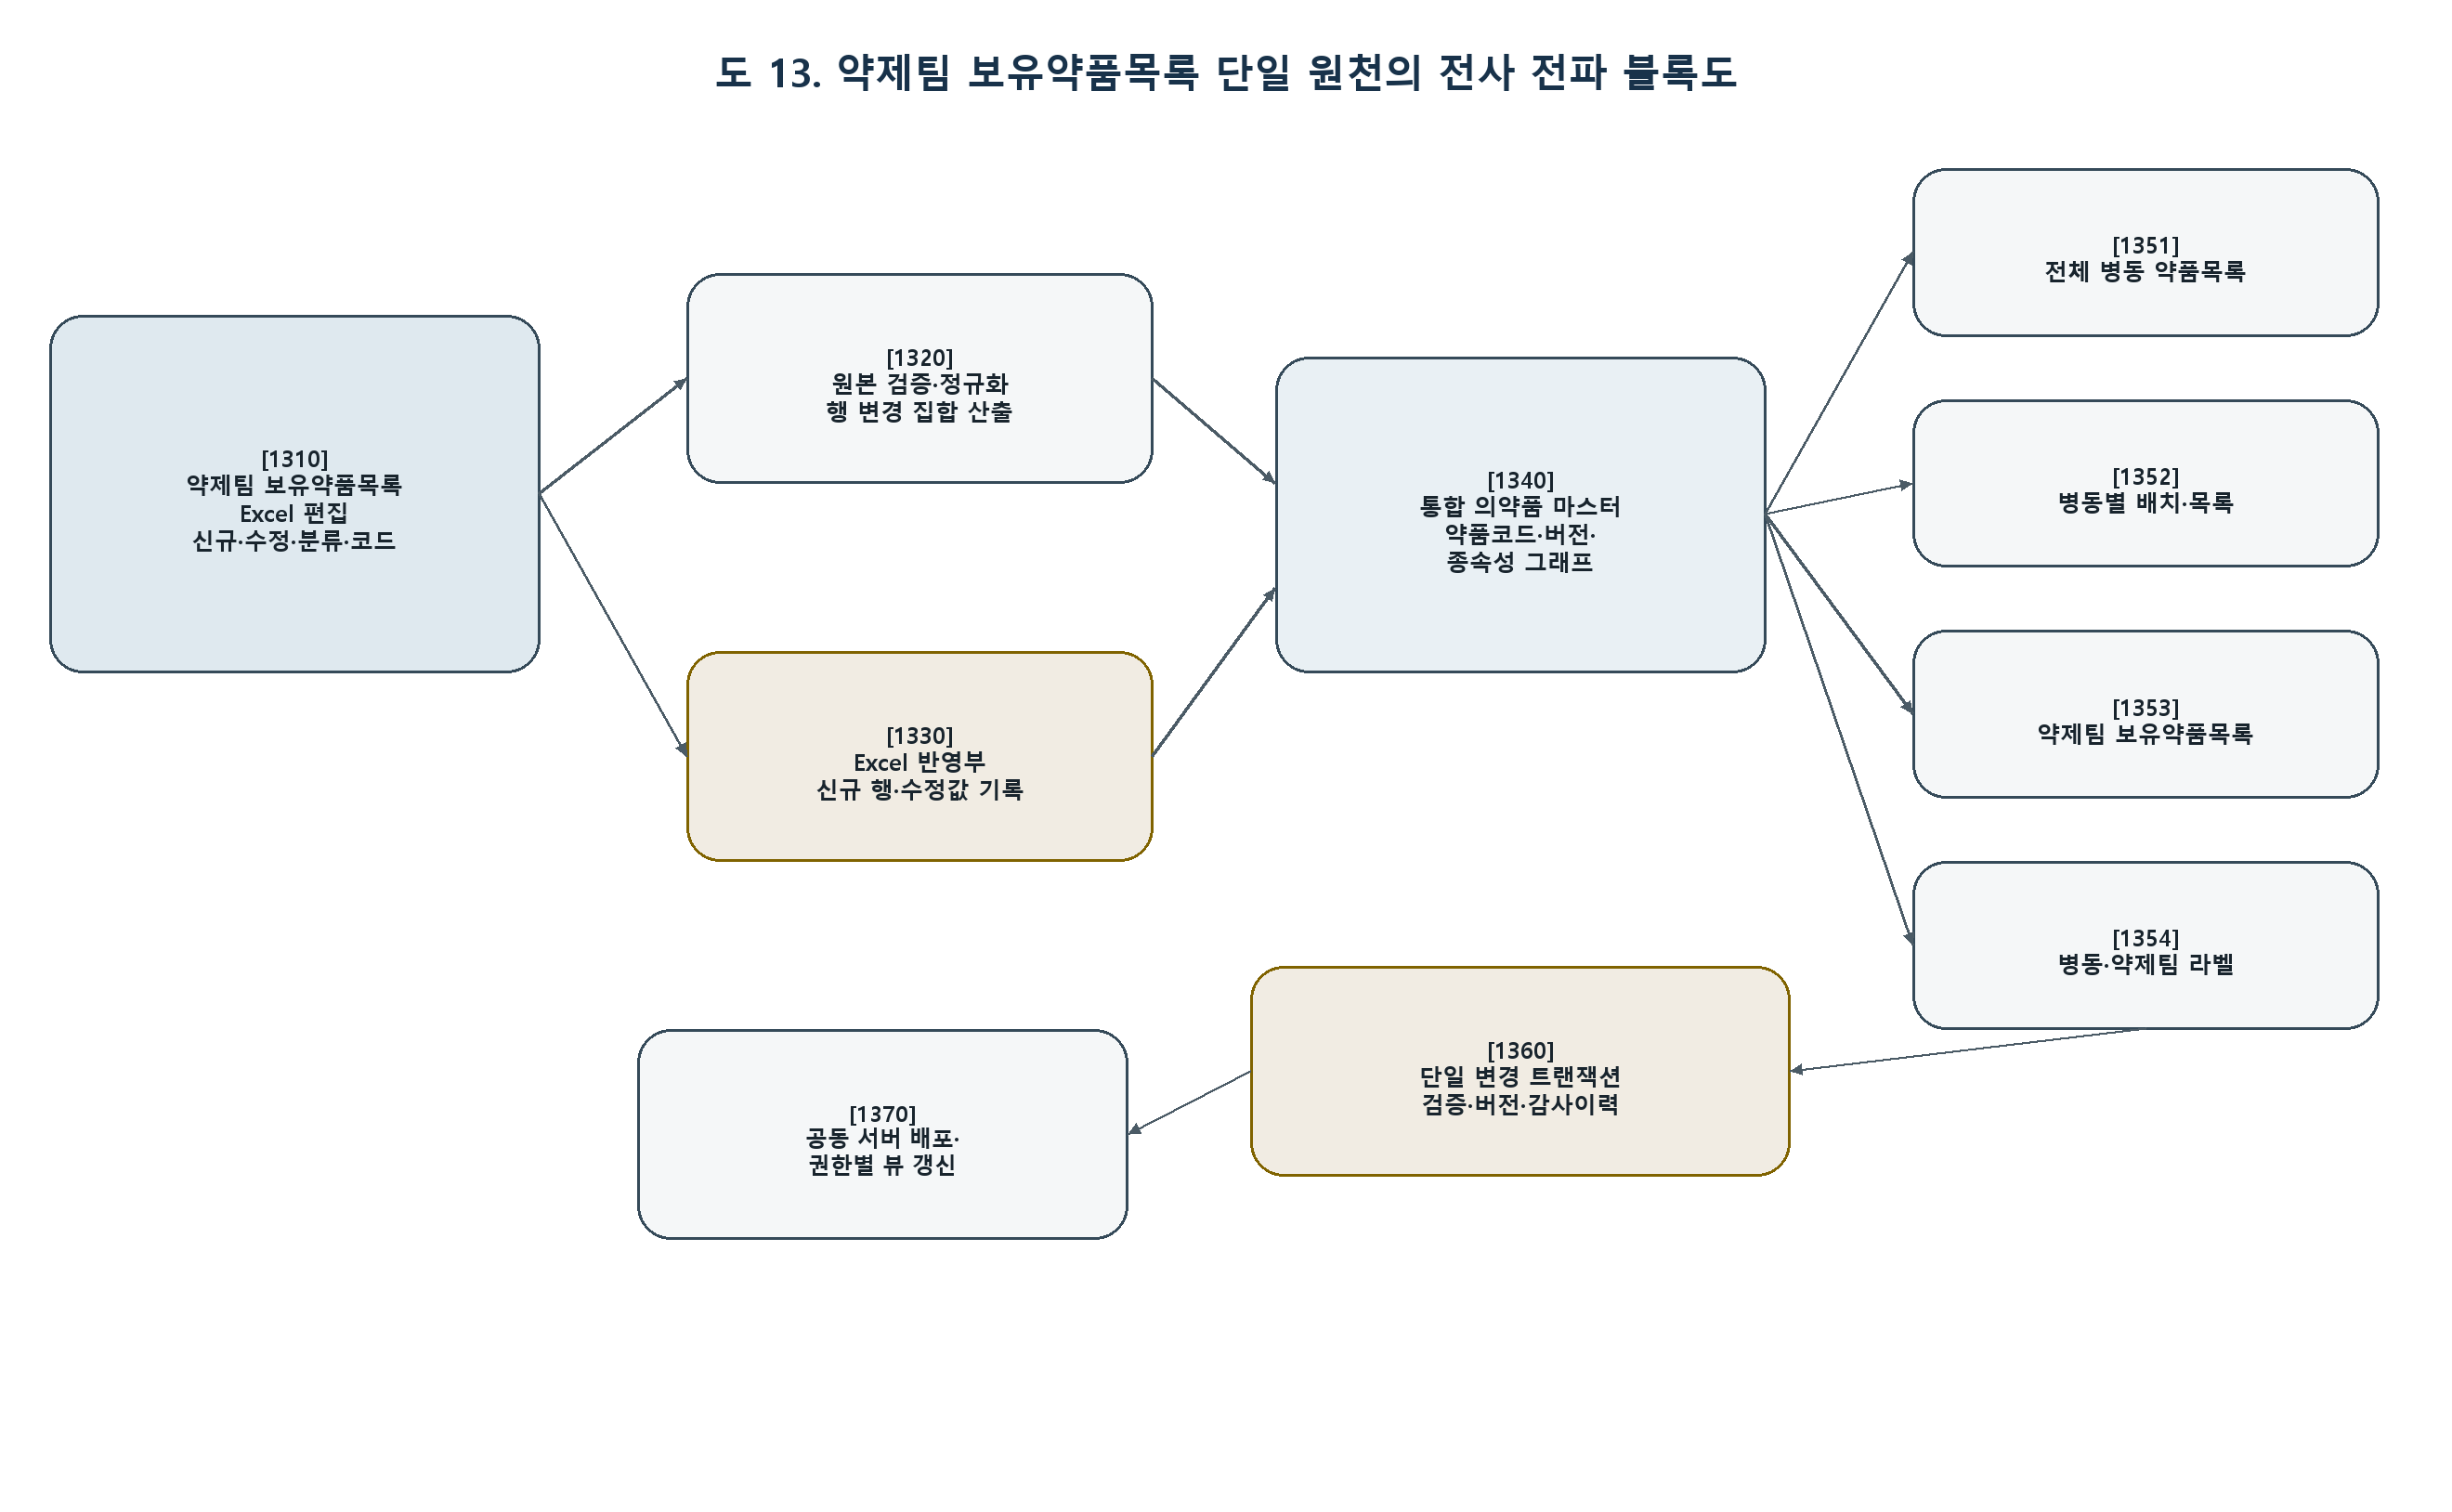 도 13. 약제팀 보유약품목록 단일 원천의 전사 전파 블록도
[1310]
약제팀 보유약품목록
Excel 편집
신규·수정·분류·코드
[1320]
원본 검증·정규화
행 변경 집합 산출
[1330]
Excel 반영부
신규 행·수정값 기록
[1340]
통합 의약품 마스터
약품코드·버전·
종속성 그래프
[1351]
전체 병동 약품목록
[1352]
병동별 배치·목록
[1353]
약제팀 보유약품목록
[1354]
병동·약제팀 라벨
[1360]
단일 변경 트랜잭션
검증·버전·감사이력
[1370]
공동 서버 배포·
권한별 뷰 갱신